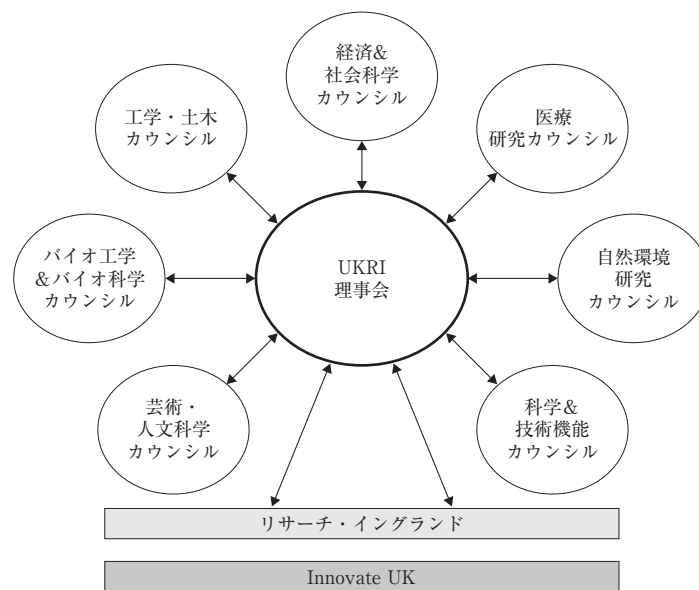 経済&
社会科学
カウンシル
工学・土木
カウンシル
医療
研究カウンシル
バイオ工学
&バイオ科学
カウンシル
UKRI
理事会
自然環境
研究
カウンシル
芸術・
人文科学
カウンシル
科学&
技術機能
カウンシル
リサーチ・イングランド
Innovate UK